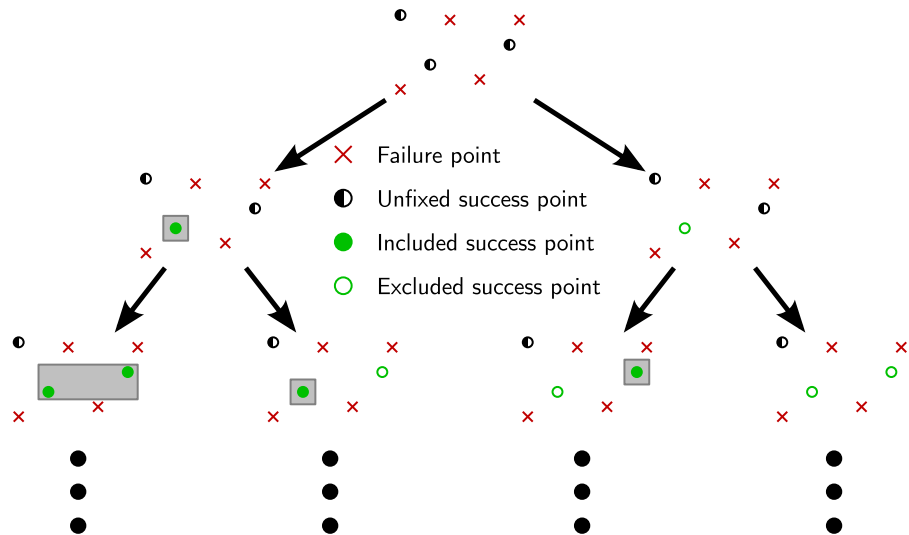 Failure point
Unfixed success point
Included success point
Excluded success point